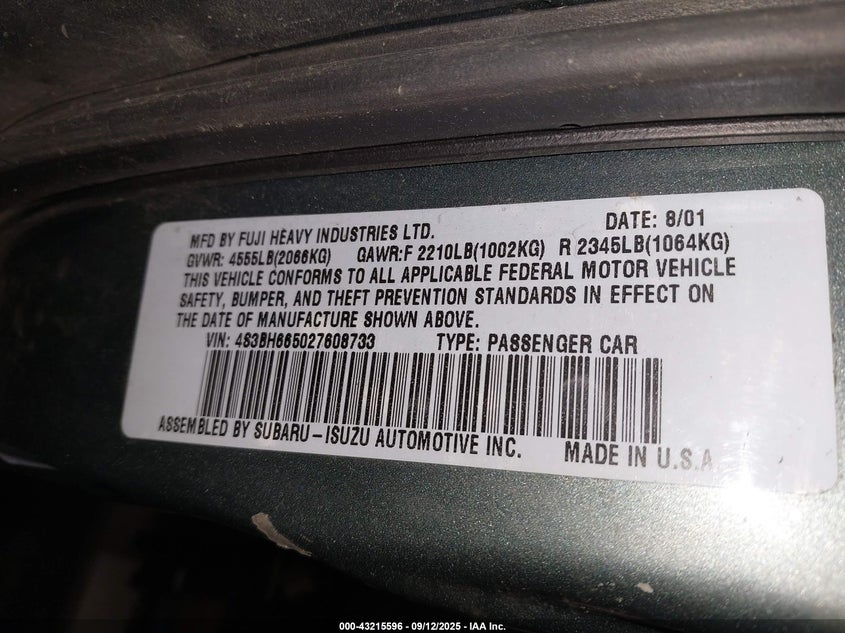 MFD BY FUJI HEAVY INDUSTRIES LTD. DATE: 8/01
GVWR: 4555LB(2066KG) GAWR:F 2210LB(1002KG) R 2345LB(1064KG)
THIS VEHICLE CONFORMS TO ALL APPLICABLE FEDERAL MOTOR VEHICLE
SAFETY, BUMPER, AND THEFT PREVENTION STANDARDS IN EFFECT ON
THE DATE OF MANUFACTURE SHOWN ABOVE.
VIN: 4S3BH665027608733 TYPE: PASSENGER CAR
ASSEMBLED BY SUBARU-ISUZU AUTOMOTIVE INC. MADE IN U.S.A
000-43215596 - 09/12/2025 - IAA Inc.